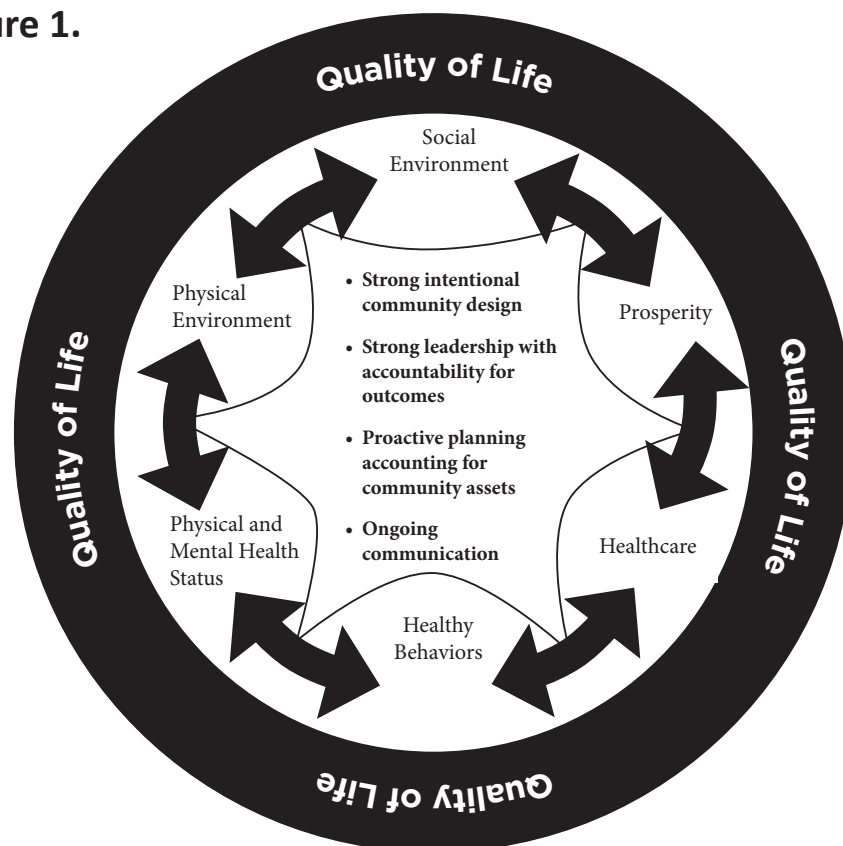 ure 1.
Quality of Life
Social
Environment
Physical
Environment
Prosperity
• Strong intentional
community design
• Strong leadership with
accountability for
outcomes
• Proactive planning
accounting for
community assets
• Ongoing
communication
Quality of Life
Quality of Life
Physical and
Mental Health
Status
Healthcare
Healthy
Behaviors
Quality of Life